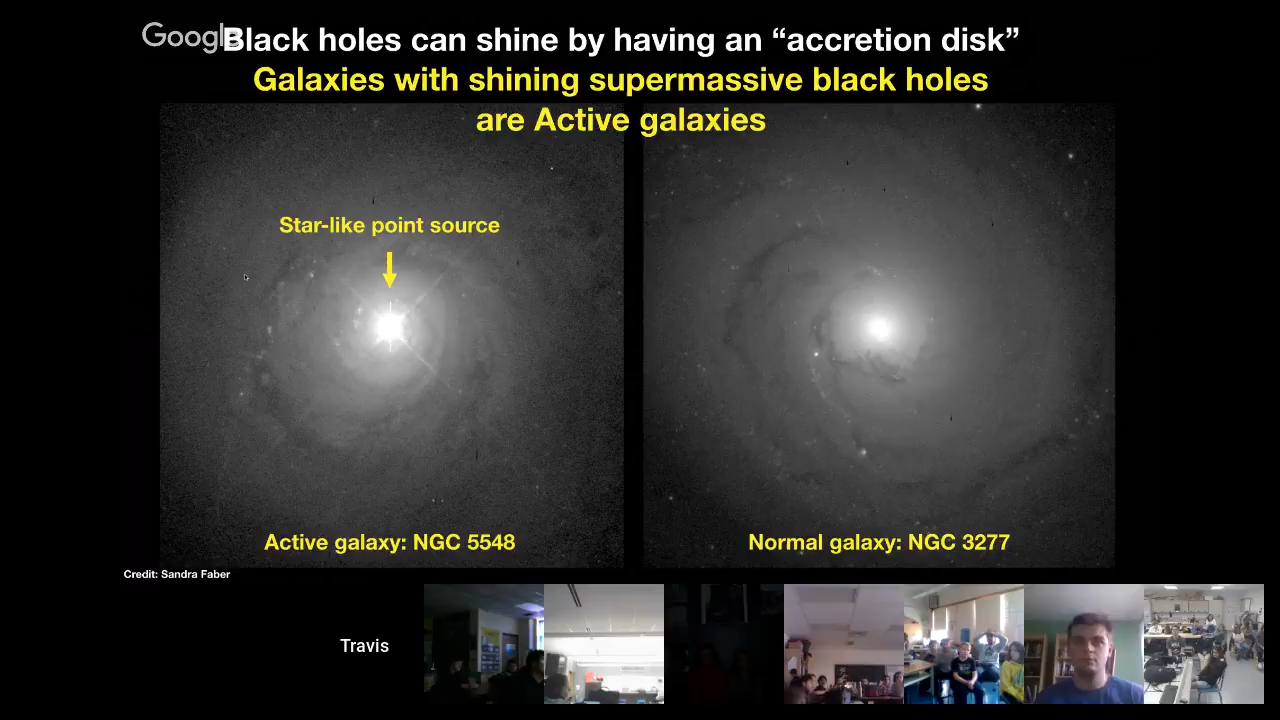 Google
Black holes can shine by having an “accretion disk”
Galaxies with shining supermassive black holes
are Active galaxies
Star-like point source
Active galaxy: NGC 5548
Normal galaxy: NGC 3277
Credit: Sandra Faber
Travis